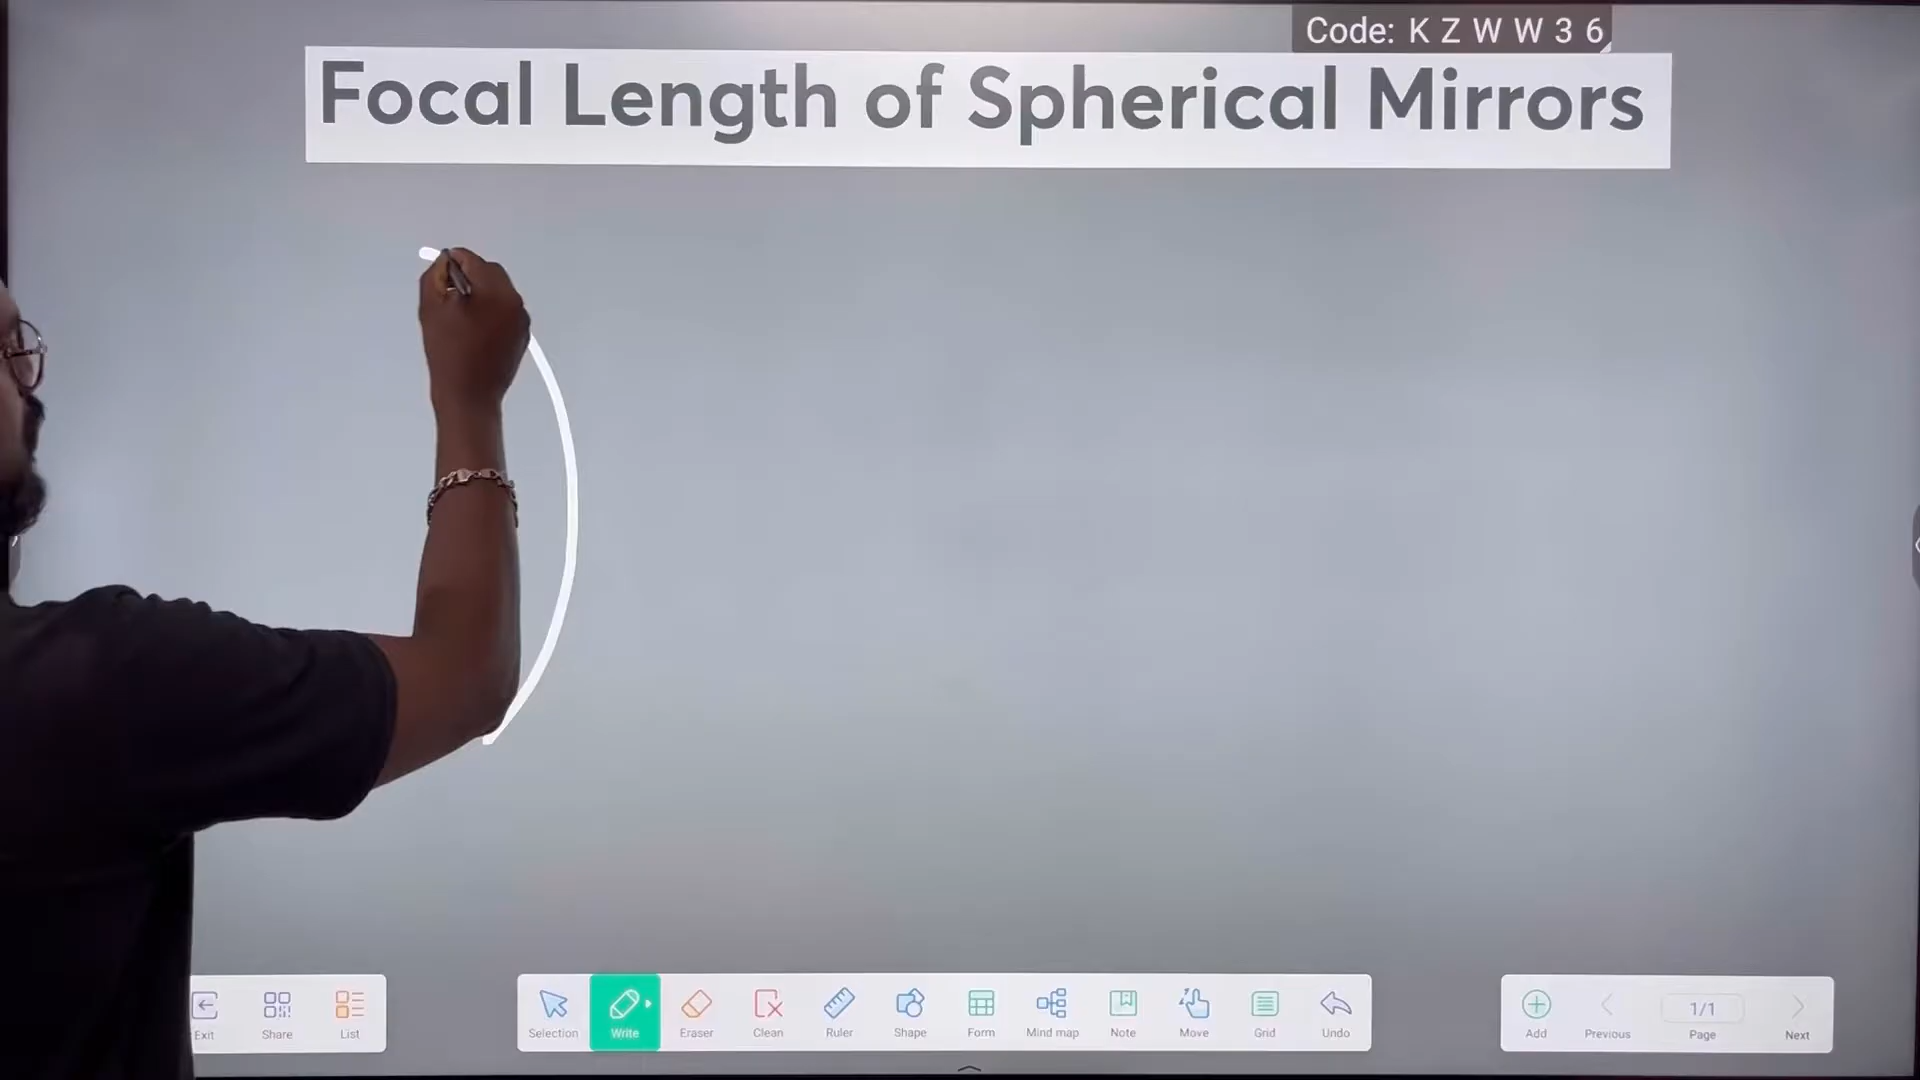 Code: K Z W W 3 6
Focal Length of Spherical Mirrors
Exit Share List
Selection Write Eraser Clean Ruler Shape Form Mind map Note Move Grid Undo
Add Previous 1/1 Page Next